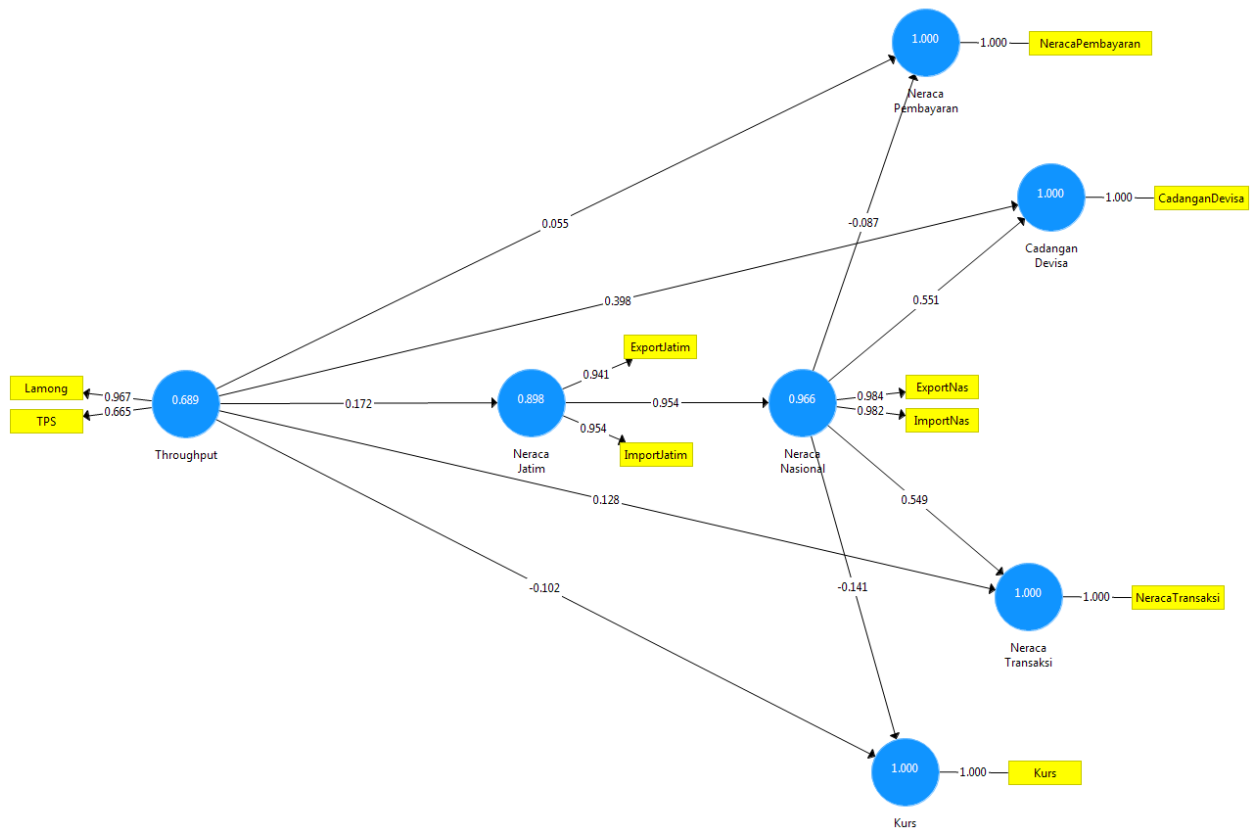 1.000
1.000
NeracaPembayaran
Neraca
Pembayaran
1.000
1.000
CadanganDevisa
Cadangan
Devisa
0.055
-0.087
0.398
0.551
ExportJatim
0.941
Lamong
0.967
TPS
0.665
0.689
Throughput
0.172
0.898
Neraca
Jatim
0.954
0.954
ImportJatim
0.966
Neraca
Nasional
0.984
ExportNas
0.982
ImportNas
0.128
0.549
-0.102
-0.141
1.000
1.000
NeracaTransaksi
Neraca
Transaksi
1.000
1.000
Kurs
Kurs